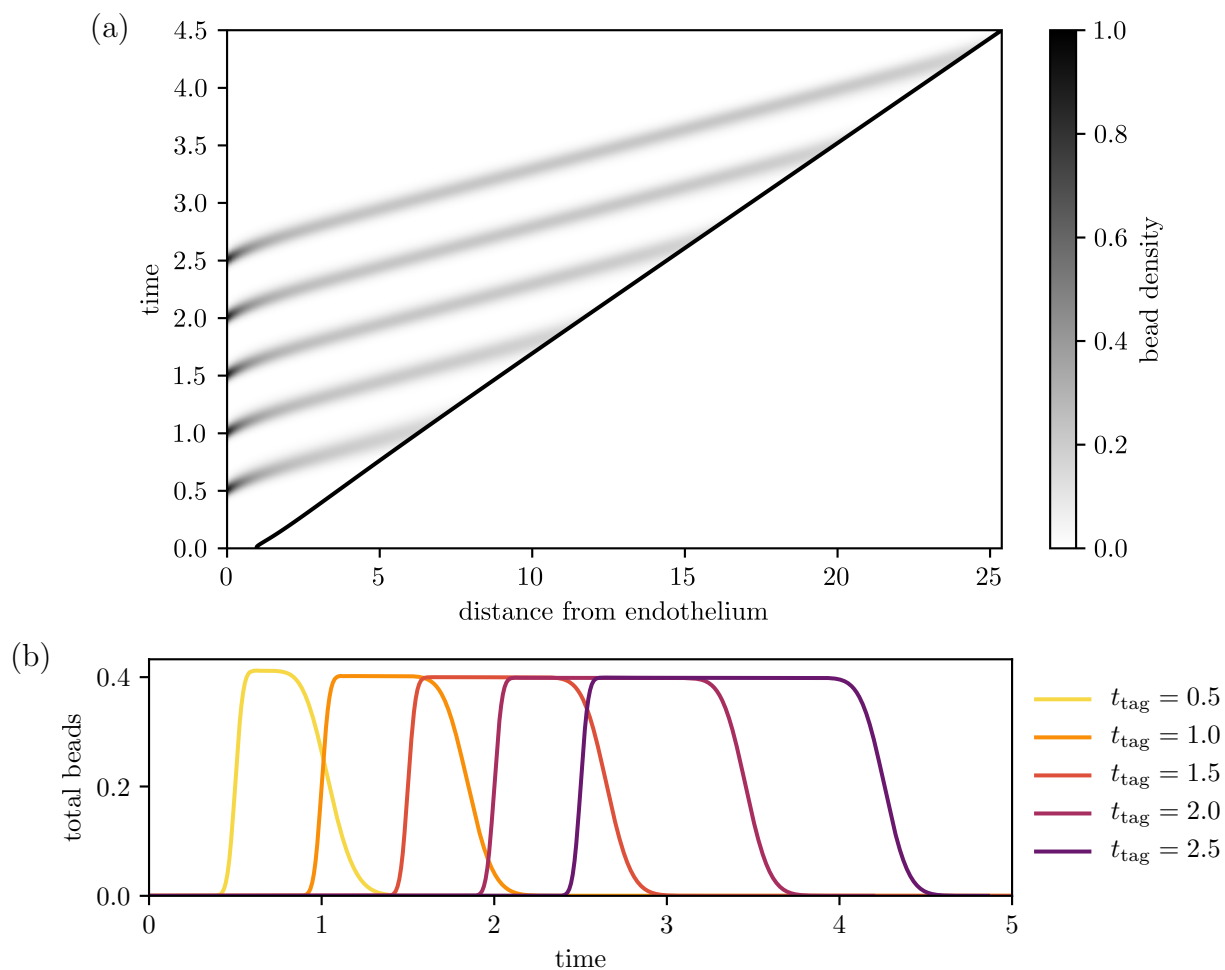 (a)
4.5
4.0
3.5
3.0
2.5
2.0
1.5
1.0
0.5
0.0
time
0 5 10 15 20 25
distance from endothelium
1.0
0.8
0.6
0.4
0.2
0.0
bead density
(b)
0.4
0.2
0.0
total beads
0 1 2 3 4 5
time
t_tag = 0.5
t_tag = 1.0
t_tag = 1.5
t_tag = 2.0
t_tag = 2.5